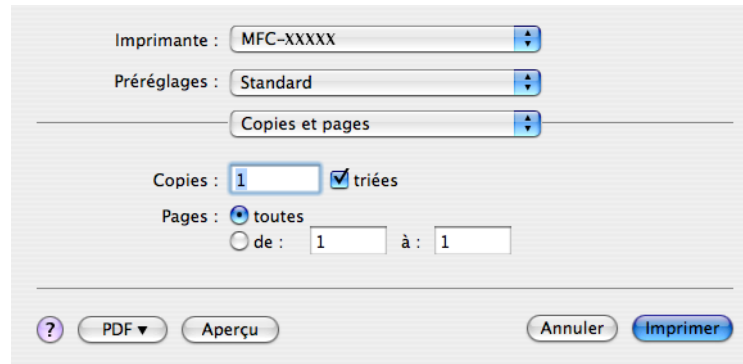 Imprimante : MFC-XXXXX
Préréglages : Standard
Copies et pages
Copies : 1 triées
Pages : toutes
de : 1 à : 1
? PDF ▼ Aperçu Annuler Imprimer